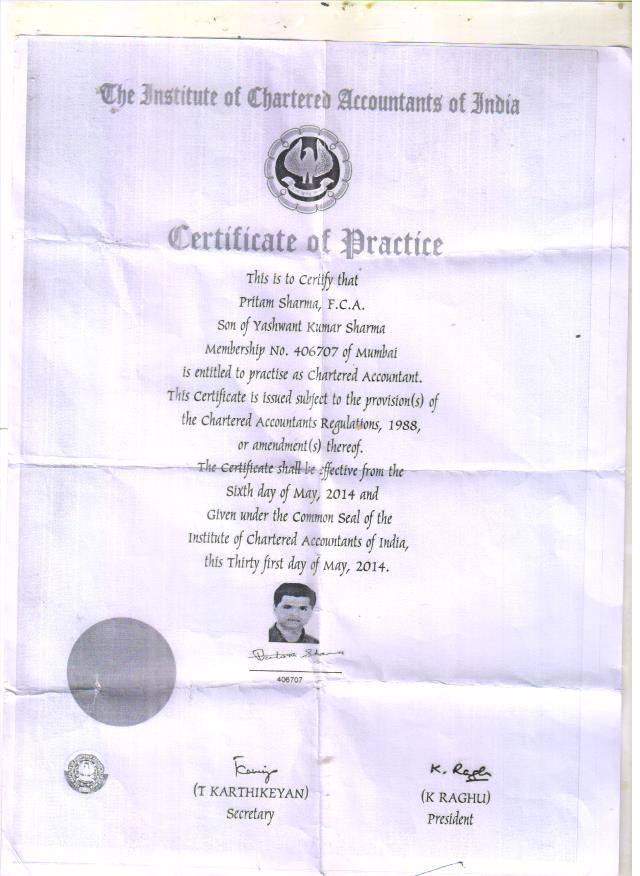 The Institute of Chartered Accountants of India
Certificate of Practice
This is to Certify that
Pritam Sharma, F.C.A.
Son of Yashwant Kumar Sharma
Membership No. 406707 of Mumbai
is entitled to practise as Chartered Accountant.
This Certificate is issued subject to the provision(s) of
the Chartered Accountants Regulations, 1988,
or amendment(s) thereof.
The Certificate shall be effective from the
Sixth day of May, 2014 and
Given under the Common Seal of the
Institute of Chartered Accountants of India,
this Thirty first day of May, 2014.
406707
K. Raghu
(T KARTHIKEYAN)
(K RAGHU)
Secretary
President